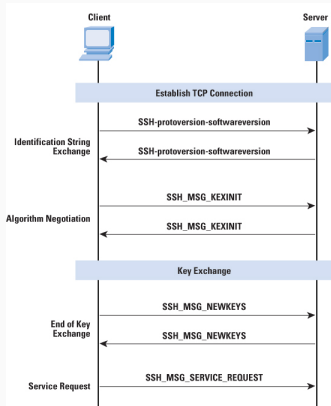 Client
Server
Establish TCP Connection
SSH-protoversion-softwareversion
Identification String
Exchange
SSH-protoversion-softwareversion
SSH_MSG_KEXINIT
Algorithm Negotiation
SSH_MSG_KEXINIT
Key Exchange
SSH_MSG_NEWKEYS
End of Key
Exchange
SSH_MSG_NEWKEYS
SSH_MSG_SERVICE_REQUEST
Service Request